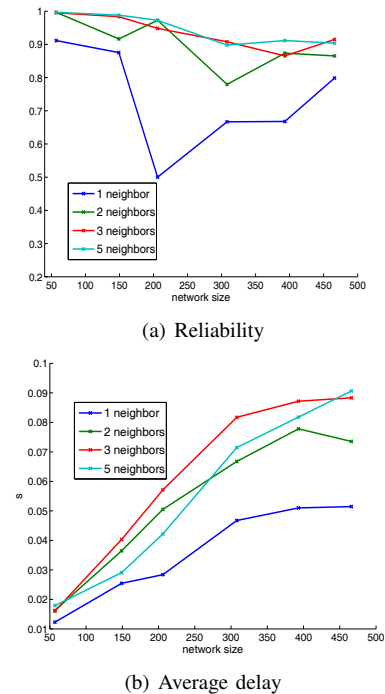 1
0.9
0.8
0.7
0.6
0.5
0.4
0.3
0.2
1 neighbor
2 neighbors
3 neighbors
5 neighbors
50 100 150 200 250 300 350 400 450 500
network size
(a) Reliability
0.1
0.09
0.08
0.07
0.06
0.05
0.04
0.03
0.02
0.01
s
1 neighbor
2 neighbors
3 neighbors
5 neighbors
50 100 150 200 250 300 350 400 450 500
network size
(b) Average delay